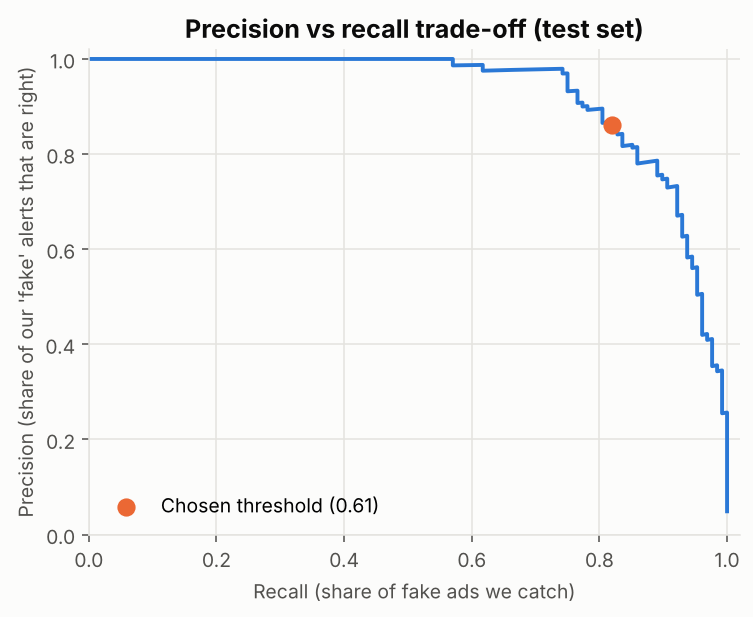 Precision vs recall trade-off (test set)
Precision (share of our 'fake' alerts that are right)
1.0
0.8
0.6
0.4
0.2
0.0
Chosen threshold (0.61)
0.0 0.2 0.4 0.6 0.8 1.0
Recall (share of fake ads we catch)